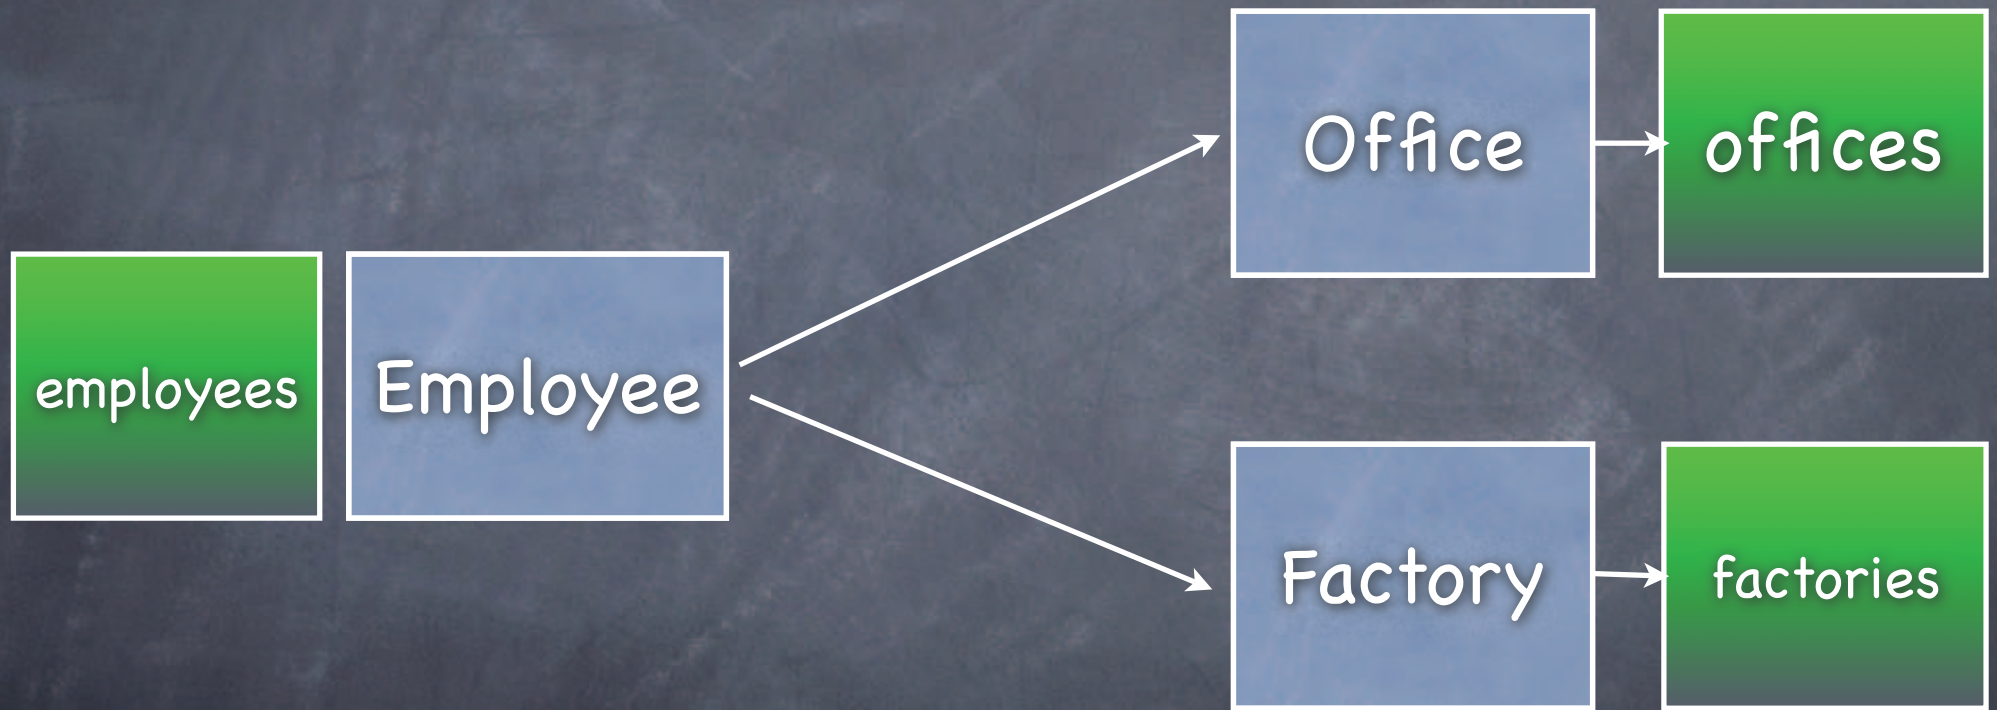 Office
offices
employees
Employee
Factory
factories